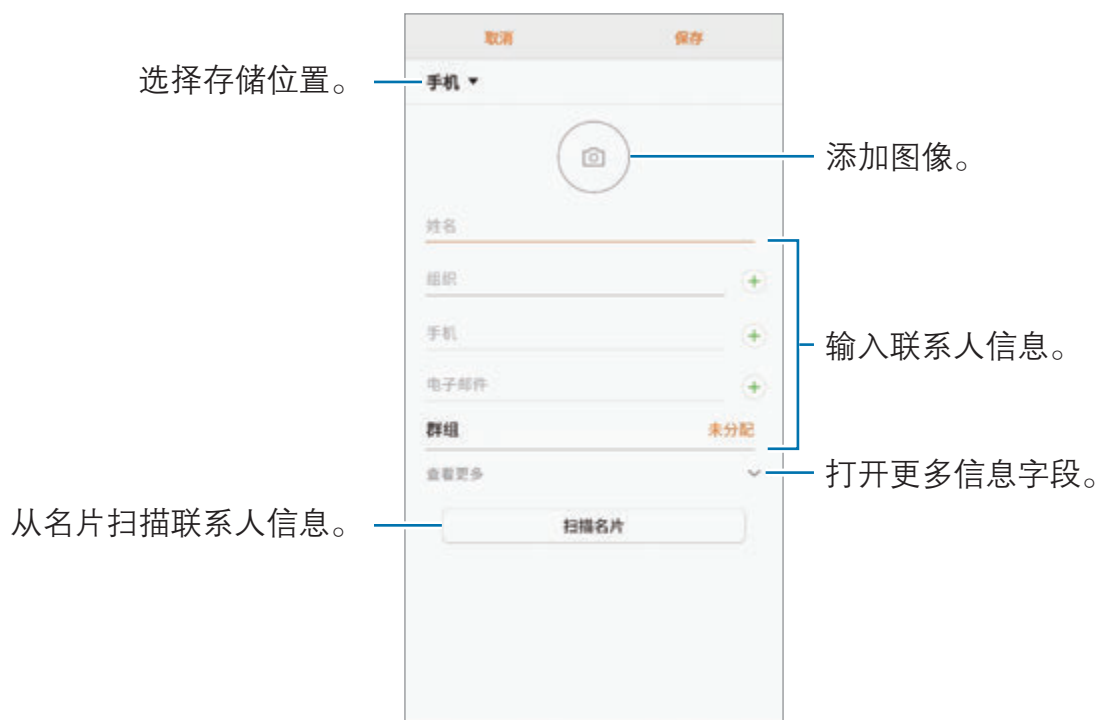 取消 保存
选择存储位置。
手机
添加图像。
姓名
组织
手机
输入联系人信息。
电子邮件
群组 未分配
查看更多
打开更多信息字段。
从名片扫描联系人信息。
扫描名片